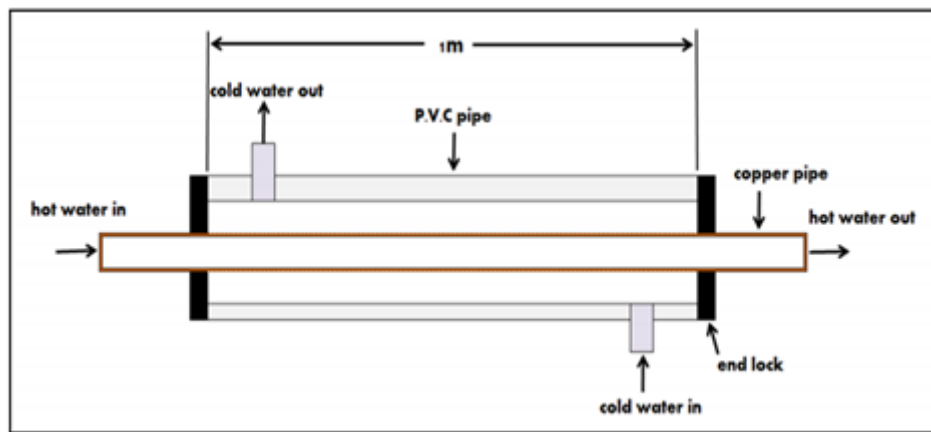 1m
cold water out
P.V.C pipe
copper pipe
hot water in
hot water out
end lock
cold water in